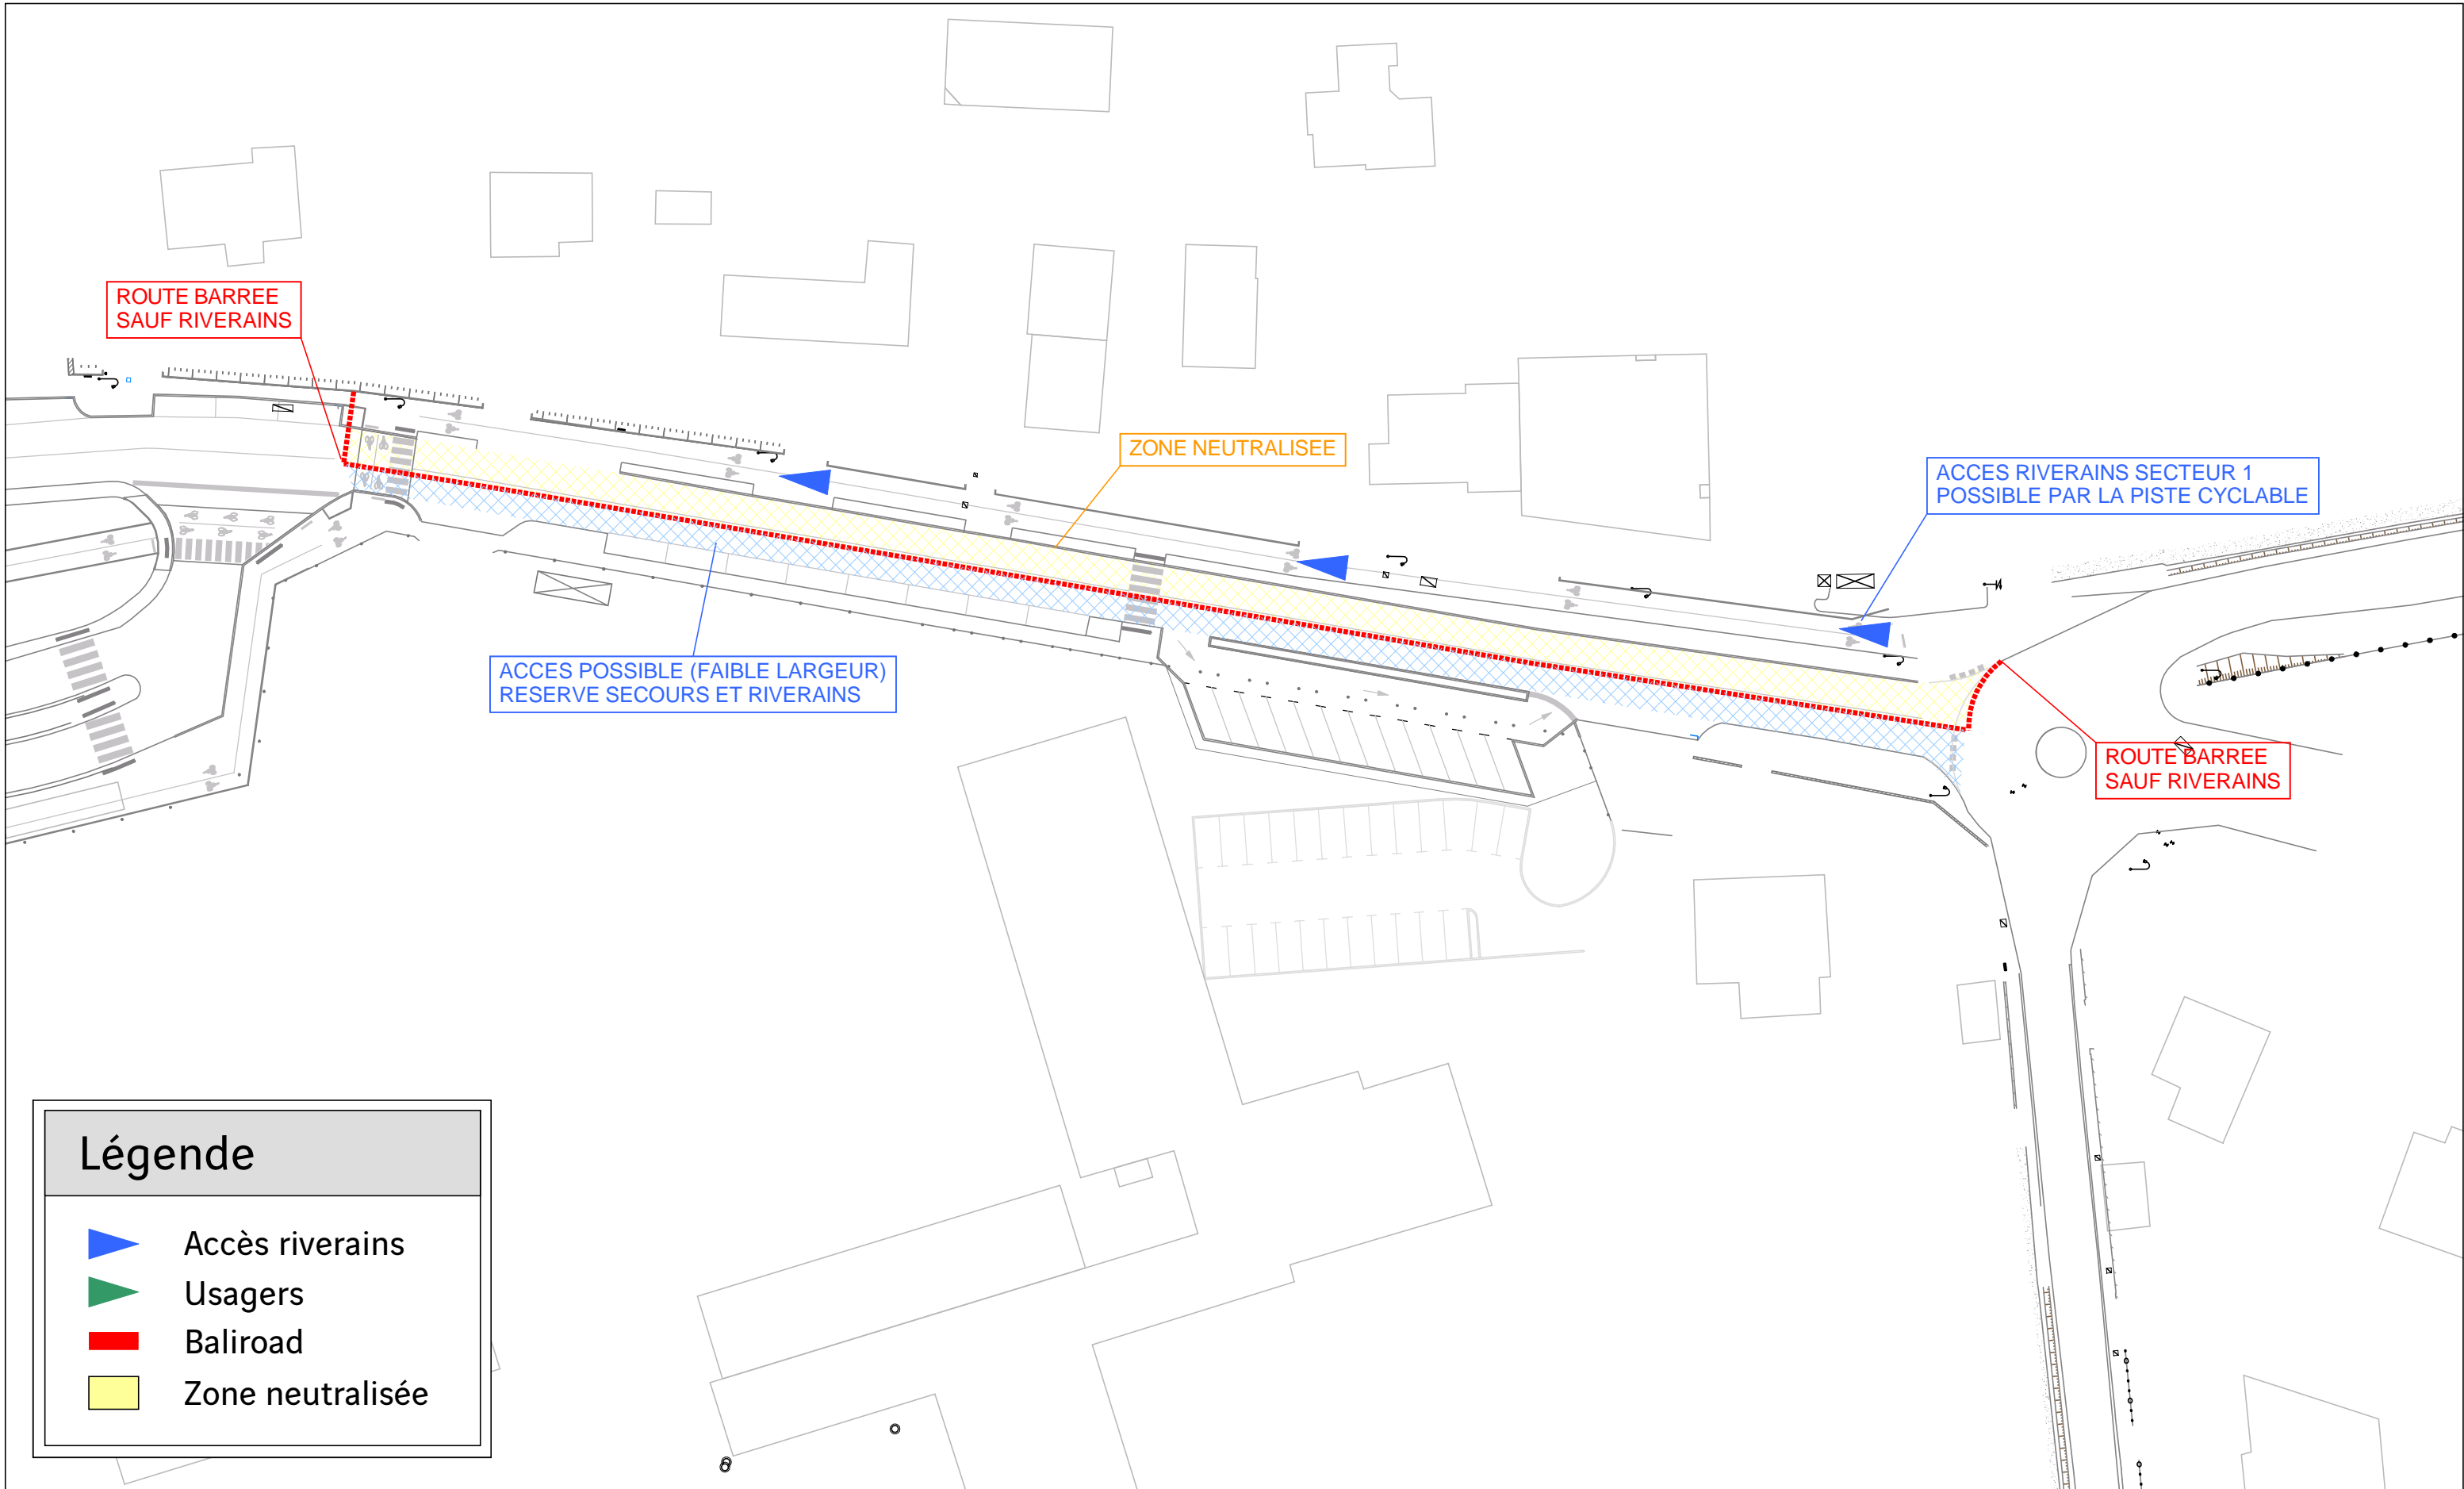 ROUTE BARREE
SAUF RIVERAINS
ZONE NEUTRALISEE
ACCES RIVERAINS SECTEUR 1
POSSIBLE PAR LA PISTE CYCLABLE
ACCES POSSIBLE (FAIBLE LARGEUR)
RESERVE SECOURS ET RIVERAINS
ROUTE BARREE
SAUF RIVERAINS
Légende
Accès riverains
Usagers
Baliroad
Zone neutralisée